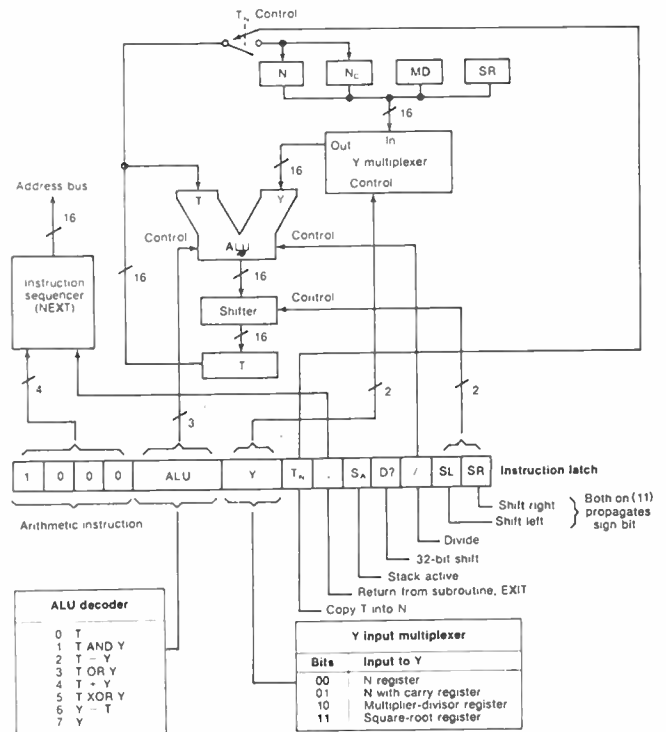 T_N Control
N
N_C
MD
SR
16
In
Out
Y multiplexer
Control
16
Address bus
16
T
Y
Control
ALU
Control
16
16
Instruction sequencer
(NEXT)
Shifter
Control
16
T
4
3
2
2
1 0 0 0 ALU Y T_N . S_A D? / SL SR
Instruction latch
Arithmetic instruction
Shift right
Shift left
Both on (11)
propagates
sign bit
Divide
32-bit shift
Stack active
Return from subroutine, EXIT
Copy T into N
ALU decoder
0 T
1 T AND Y
2 T − Y
3 T OR Y
4 T + Y
5 T XOR Y
6 Y − T
7 Y
Y input multiplexer
Bits Input to Y
00 N register
01 N with carry register
10 Multiplier-divisor register
11 Square-root register